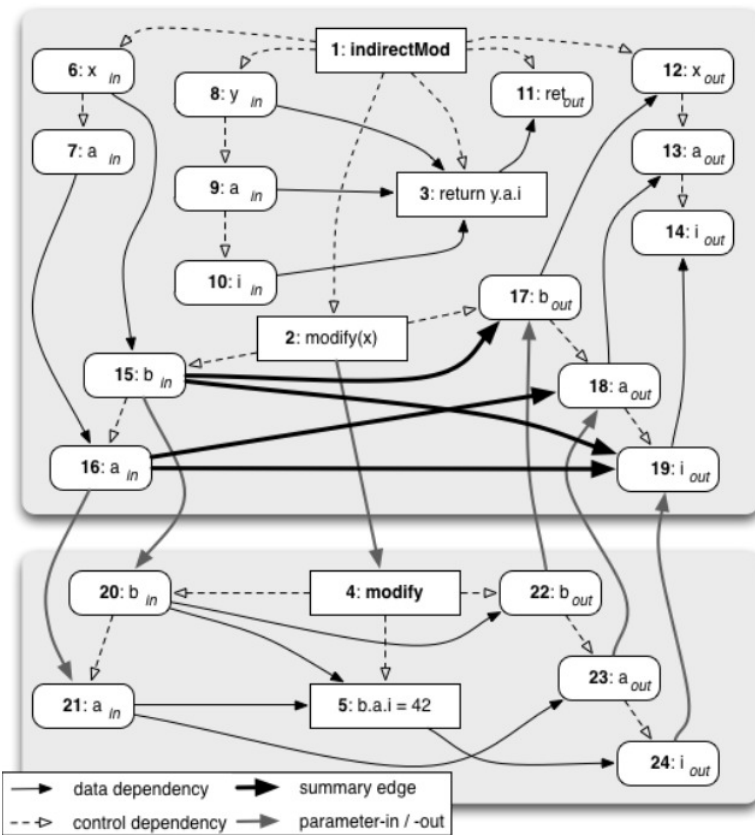 1: indirectMod
6: x in
12: x out
8: y in
11: ret out
7: a in
13: a out
9: a in
3: return y.a.i
14: i out
10: i in
17: b out
2: modify(x)
15: b in
18: a out
16: a in
19: i out
20: b in
4: modify
22: b out
23: a out
21: a in
5: b.a.i = 42
24: i out
data dependency
summary edge
control dependency
parameter-in / -out